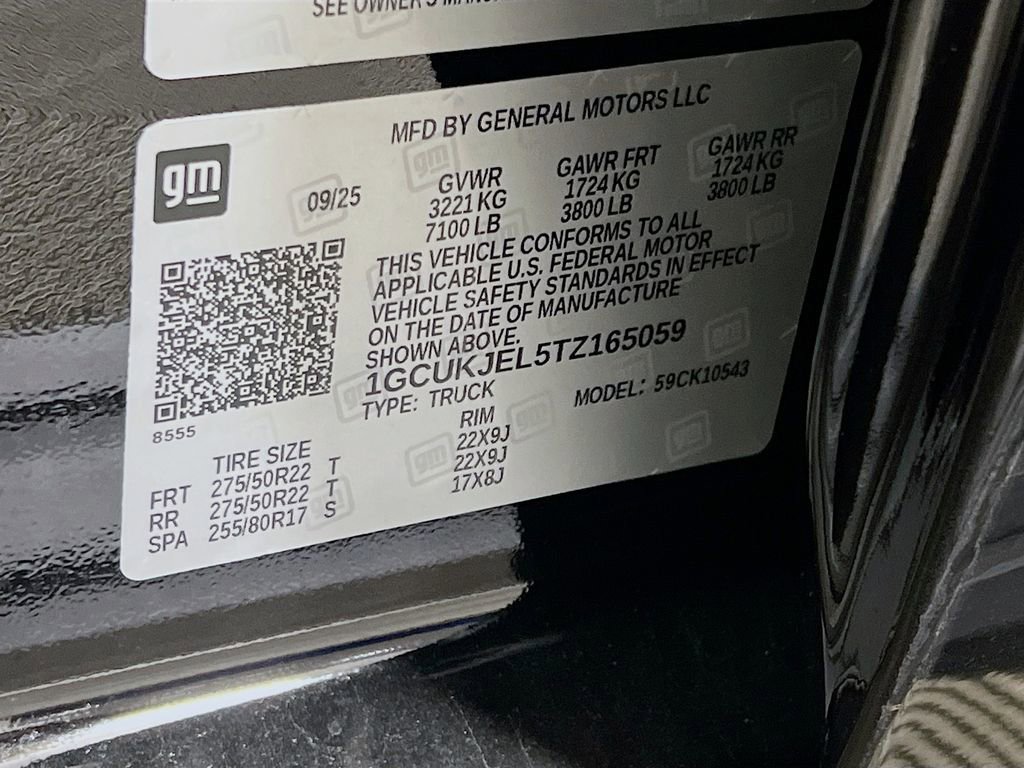 SEE OWNER'S
MFD BY GENERAL MOTORS LLC
gm
09/25
GVWR
3221 KG
7100 LB
GAWR FRT
1724 KG
3800 LB
GAWR RR
1724 KG
3800 LB
THIS VEHICLE CONFORMS TO ALL
APPLICABLE U.S. FEDERAL MOTOR
VEHICLE SAFETY STANDARDS IN EFFECT
ON THE DATE OF MANUFACTURE
SHOWN ABOVE.
1GCUKJEL5TZ165059
TYPE: TRUCK
MODEL: 59CK10543
8555
TIRE SIZE RIM
FRT 275/50R22 T 22X9J
RR 275/50R22 T 22X9J
SPA 255/80R17 S 17X8J